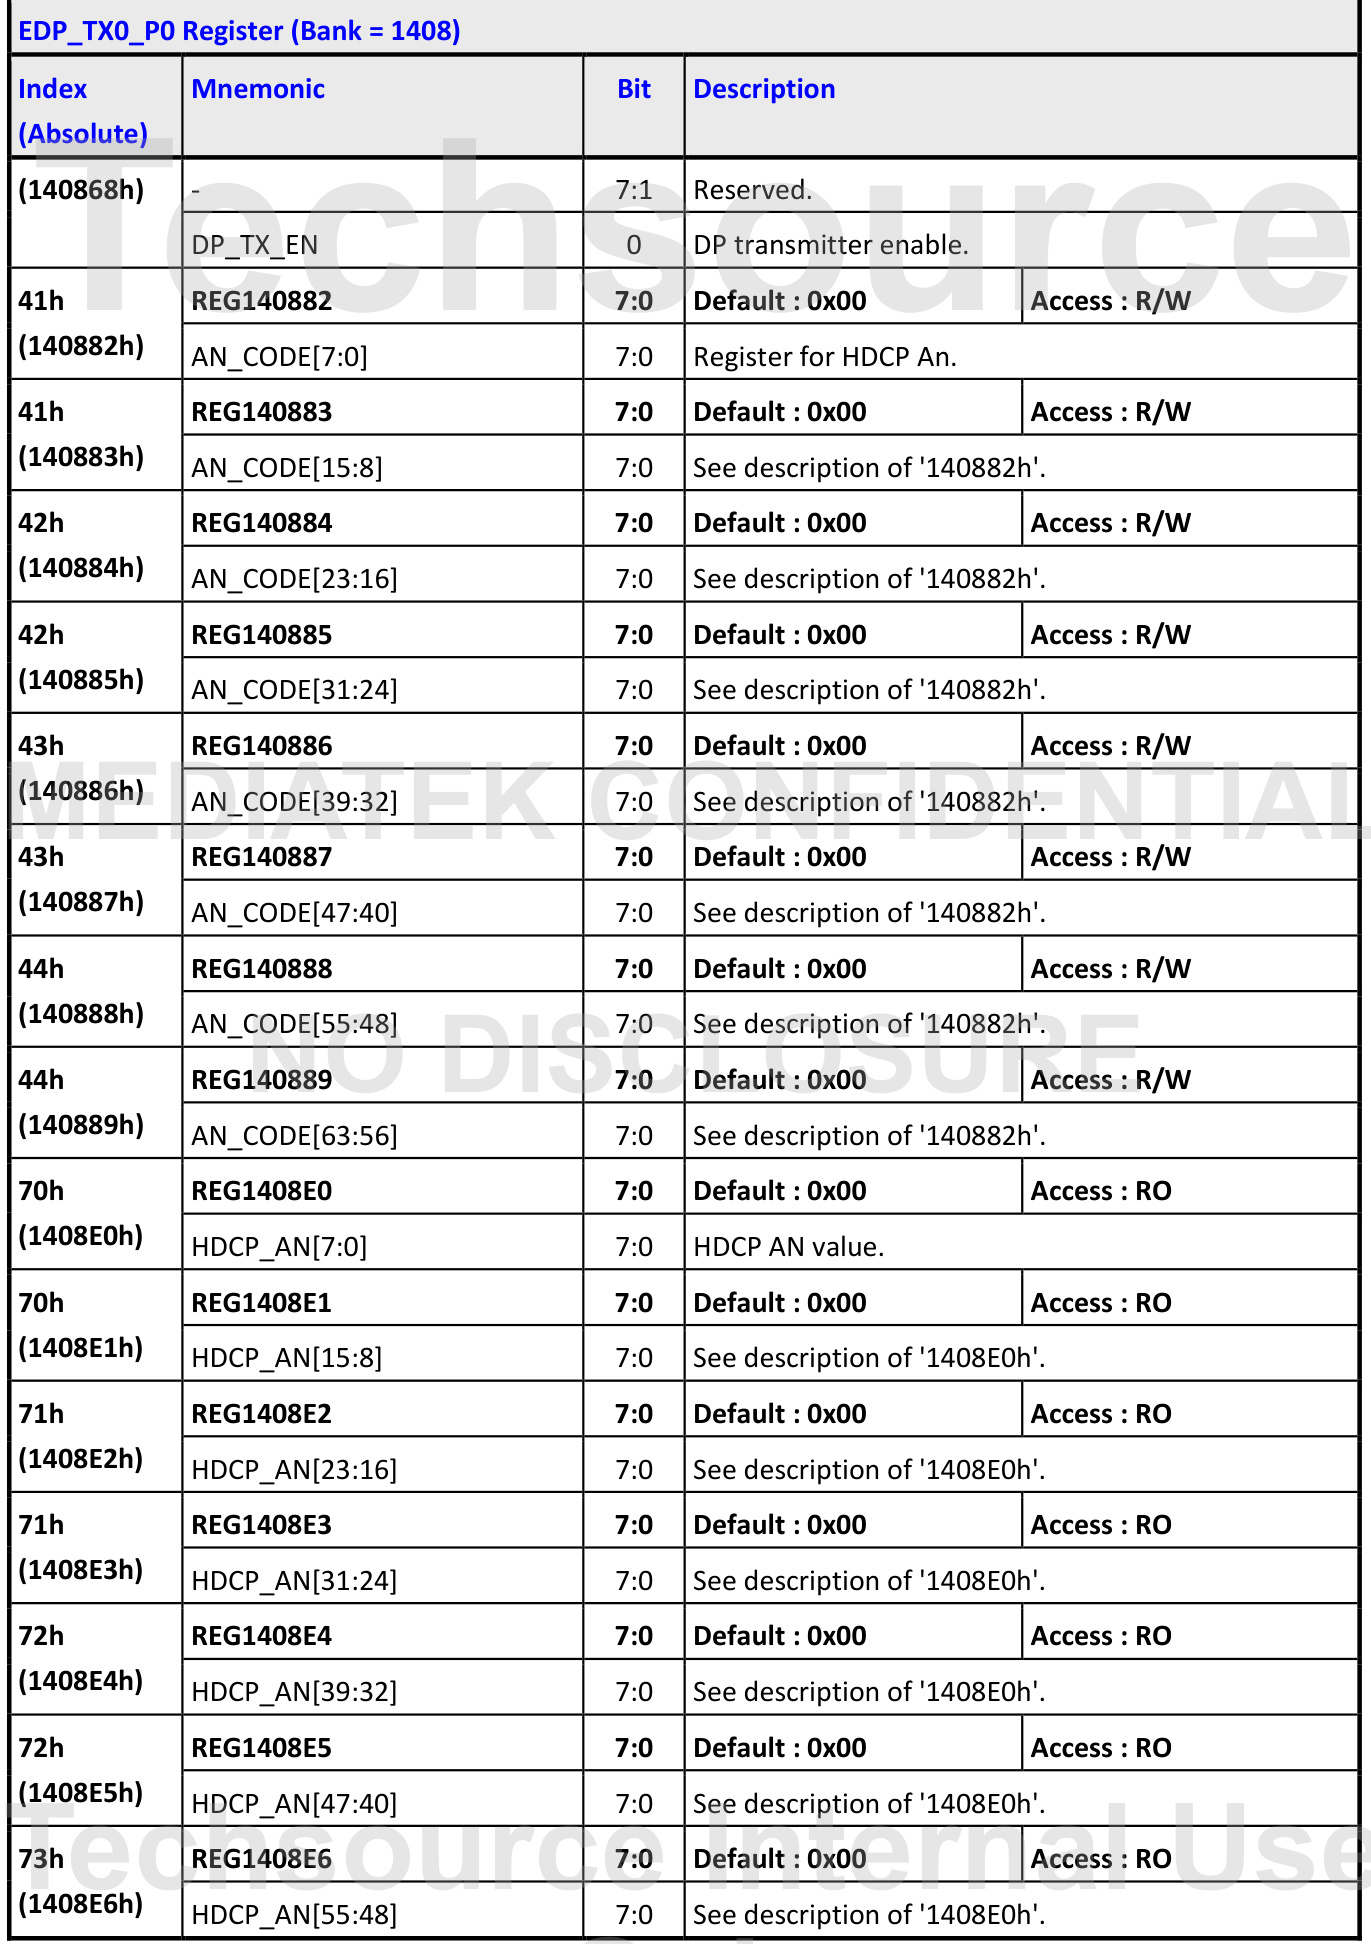 EDP_TX0_P0 Register (Bank = 1408)
Index Mnemonic Bit Description
(Absolute)
(140868h) - 7:1 Reserved.
DP_TX_EN 0 DP transmitter enable.
41h REG140882 7:0 Default : 0x00 Access : R/W
(140882h) AN_CODE[7:0] 7:0 Register for HDCP An.
41h REG140883 7:0 Default : 0x00 Access : R/W
(140883h) AN_CODE[15:8] 7:0 See description of '140882h'.
42h REG140884 7:0 Default : 0x00 Access : R/W
(140884h) AN_CODE[23:16] 7:0 See description of '140882h'.
42h REG140885 7:0 Default : 0x00 Access : R/W
(140885h) AN_CODE[31:24] 7:0 See description of '140882h'.
43h REG140886 7:0 Default : 0x00 Access : R/W
(140886h) AN_CODE[39:32] 7:0 See description of '140882h'.
43h REG140887 7:0 Default : 0x00 Access : R/W
(140887h) AN_CODE[47:40] 7:0 See description of '140882h'.
44h REG140888 7:0 Default : 0x00 Access : R/W
(140888h) AN_CODE[55:48] 7:0 See description of '140882h'.
44h REG140889 7:0 Default : 0x00 Access : R/W
(140889h) AN_CODE[63:56] 7:0 See description of '140882h'.
70h REG1408E0 7:0 Default : 0x00 Access : RO
(1408E0h) HDCP_AN[7:0] 7:0 HDCP AN value.
70h REG1408E1 7:0 Default : 0x00 Access : RO
(1408E1h) HDCP_AN[15:8] 7:0 See description of '1408E0h'.
71h REG1408E2 7:0 Default : 0x00 Access : RO
(1408E2h) HDCP_AN[23:16] 7:0 See description of '1408E0h'.
71h REG1408E3 7:0 Default : 0x00 Access : RO
(1408E3h) HDCP_AN[31:24] 7:0 See description of '1408E0h'.
72h REG1408E4 7:0 Default : 0x00 Access : RO
(1408E4h) HDCP_AN[39:32] 7:0 See description of '1408E0h'.
72h REG1408E5 7:0 Default : 0x00 Access : RO
(1408E5h) HDCP_AN[47:40] 7:0 See description of '1408E0h'.
73h REG1408E6 7:0 Default : 0x00 Access : RO
(1408E6h) HDCP_AN[55:48] 7:0 See description of '1408E0h'.
Techsource
MEDIATEK CONFIDENTIAL
NO DISCLOSURE
Techsource Internal Use